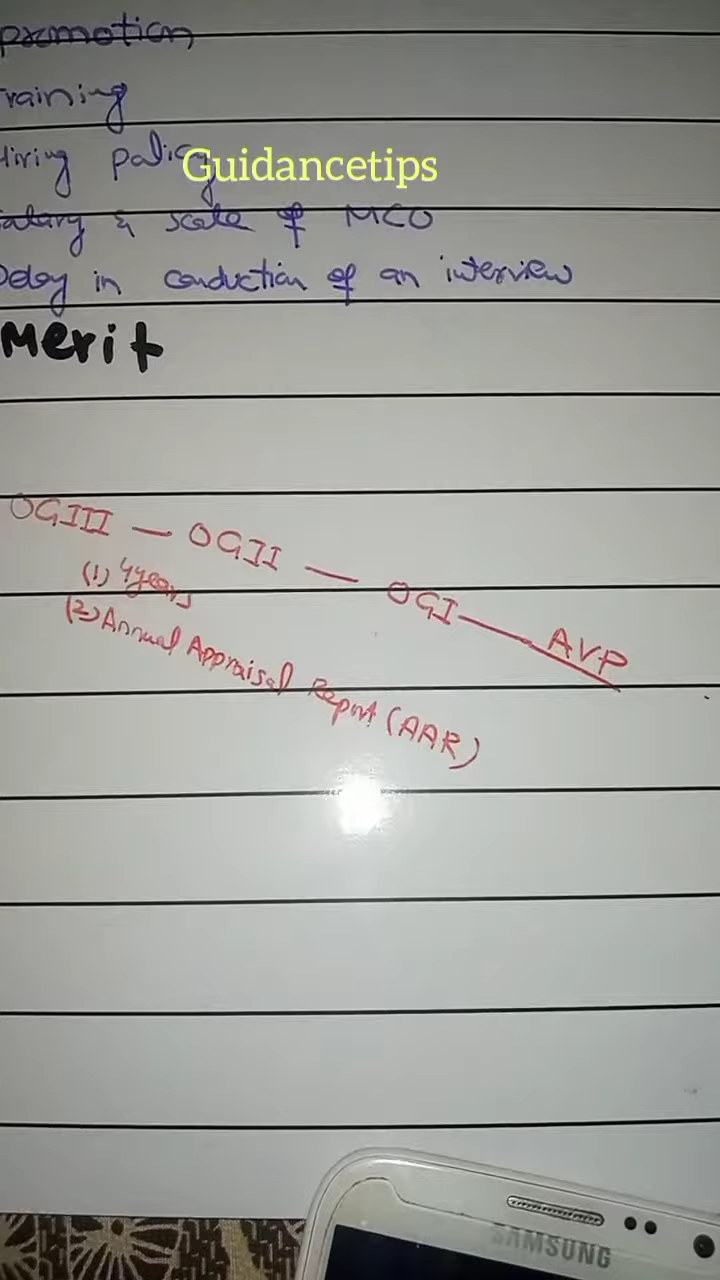 promotion
Training
Hiring policy
Guidancetips
Salary & scale of MCO
Delay in conduction of an interview
Merit
OGIII — OGII — OGI — AVP
(1) 4 years
(2) Annual Appraisal Report (AAR)
SAMSUNG